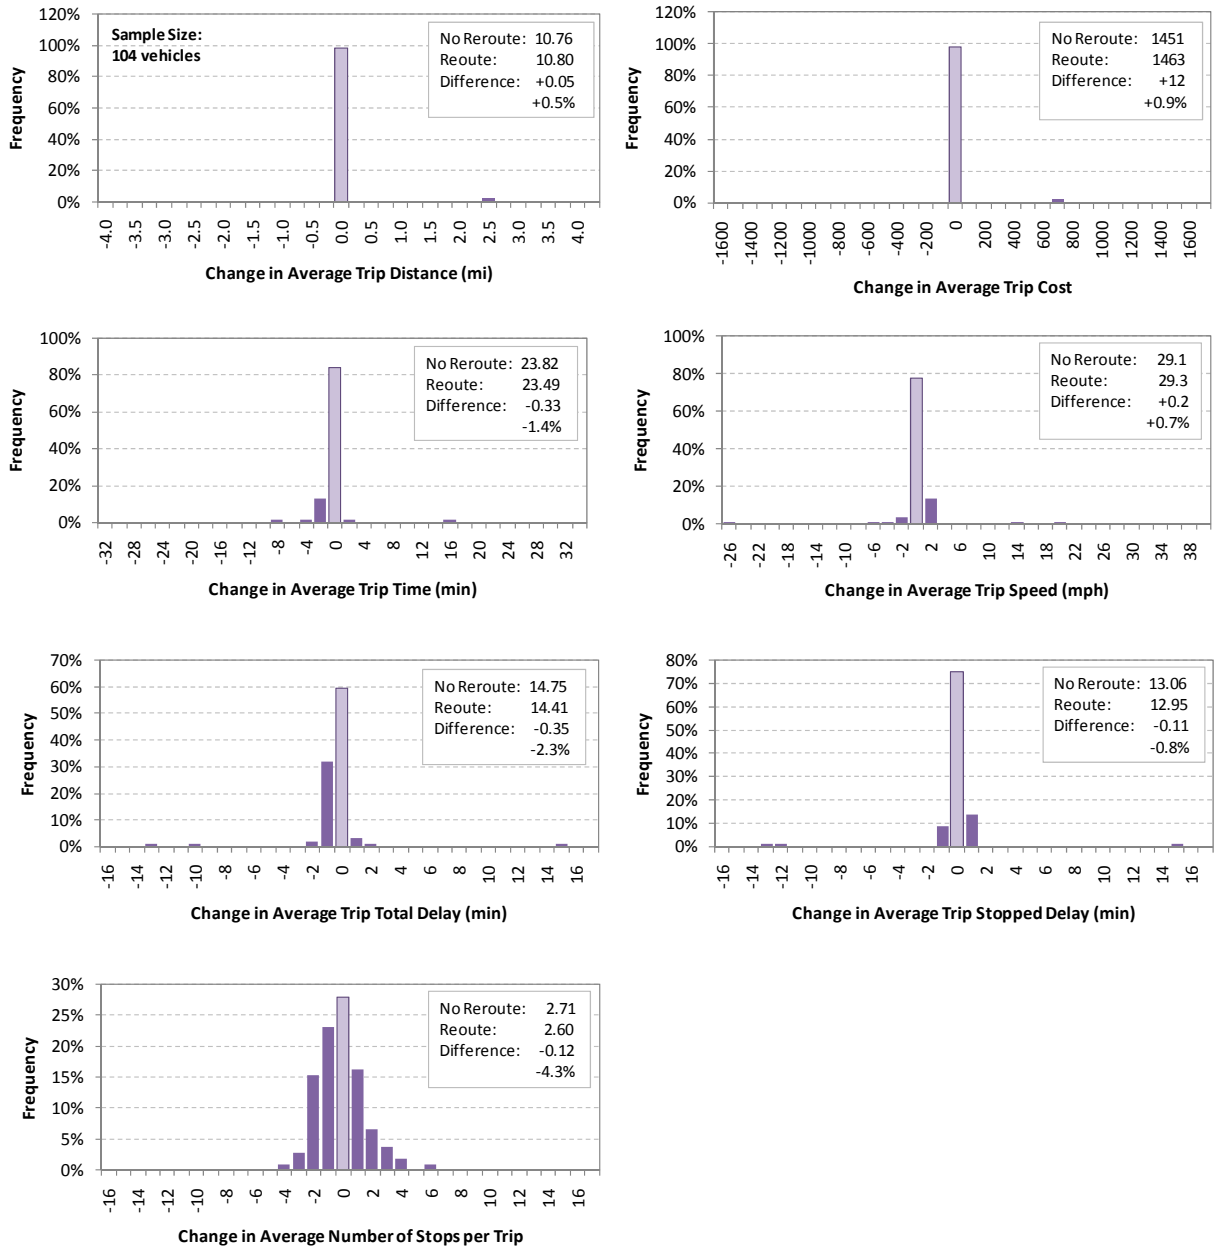 120%
100%
80%
60%
40%
20%
0%
Frequency
Sample Size:
104 vehicles
No Reroute: 10.76
Reoute: 10.80
Difference: +0.05
+0.5%
-4.0 -3.5 -3.0 -2.5 -2.0 -1.5 -1.0 -0.5 0.0 0.5 1.0 1.5 2.0 2.5 3.0 3.5 4.0
Change in Average Trip Distance (mi)
120%
100%
80%
60%
40%
20%
0%
Frequency
No Reroute: 1451
Reoute: 1463
Difference: +12
+0.9%
-1600 -1400 -1200 -1000 -800 -600 -400 -200 0 200 400 600 800 1000 1200 1400 1600
Change in Average Trip Cost
100%
80%
60%
40%
20%
0%
Frequency
No Reroute: 23.82
Reoute: 23.49
Difference: -0.33
-1.4%
-32 -28 -24 -20 -16 -12 -8 -4 0 4 8 12 16 20 24 28 32
Change in Average Trip Time (min)
100%
80%
60%
40%
20%
0%
Frequency
No Reroute: 29.1
Reoute: 29.3
Difference: +0.2
+0.7%
-26 -22 -18 -14 -10 -6 -2 2 6 10 14 18 22 26 30 34 38
Change in Average Trip Speed (mph)
70%
60%
50%
40%
30%
20%
10%
0%
Frequency
No Reroute: 14.75
Reoute: 14.41
Difference: -0.35
-2.3%
-16 -14 -12 -10 -8 -6 -4 -2 0 2 4 6 8 10 12 14 16
Change in Average Trip Total Delay (min)
80%
70%
60%
50%
40%
30%
20%
10%
0%
Frequency
No Reroute: 13.06
Reoute: 12.95
Difference: -0.11
-0.8%
-16 -14 -12 -10 -8 -6 -4 -2 0 2 4 6 8 10 12 14 16
Change in Average Trip Stopped Delay (min)
30%
25%
20%
15%
10%
5%
0%
Frequency
No Reroute: 2.71
Reoute: 2.60
Difference: -0.12
-4.3%
-16 -14 -12 -10 -8 -6 -4 -2 0 2 4 6 8 10 12 14 16
Change in Average Number of Stops per Trip